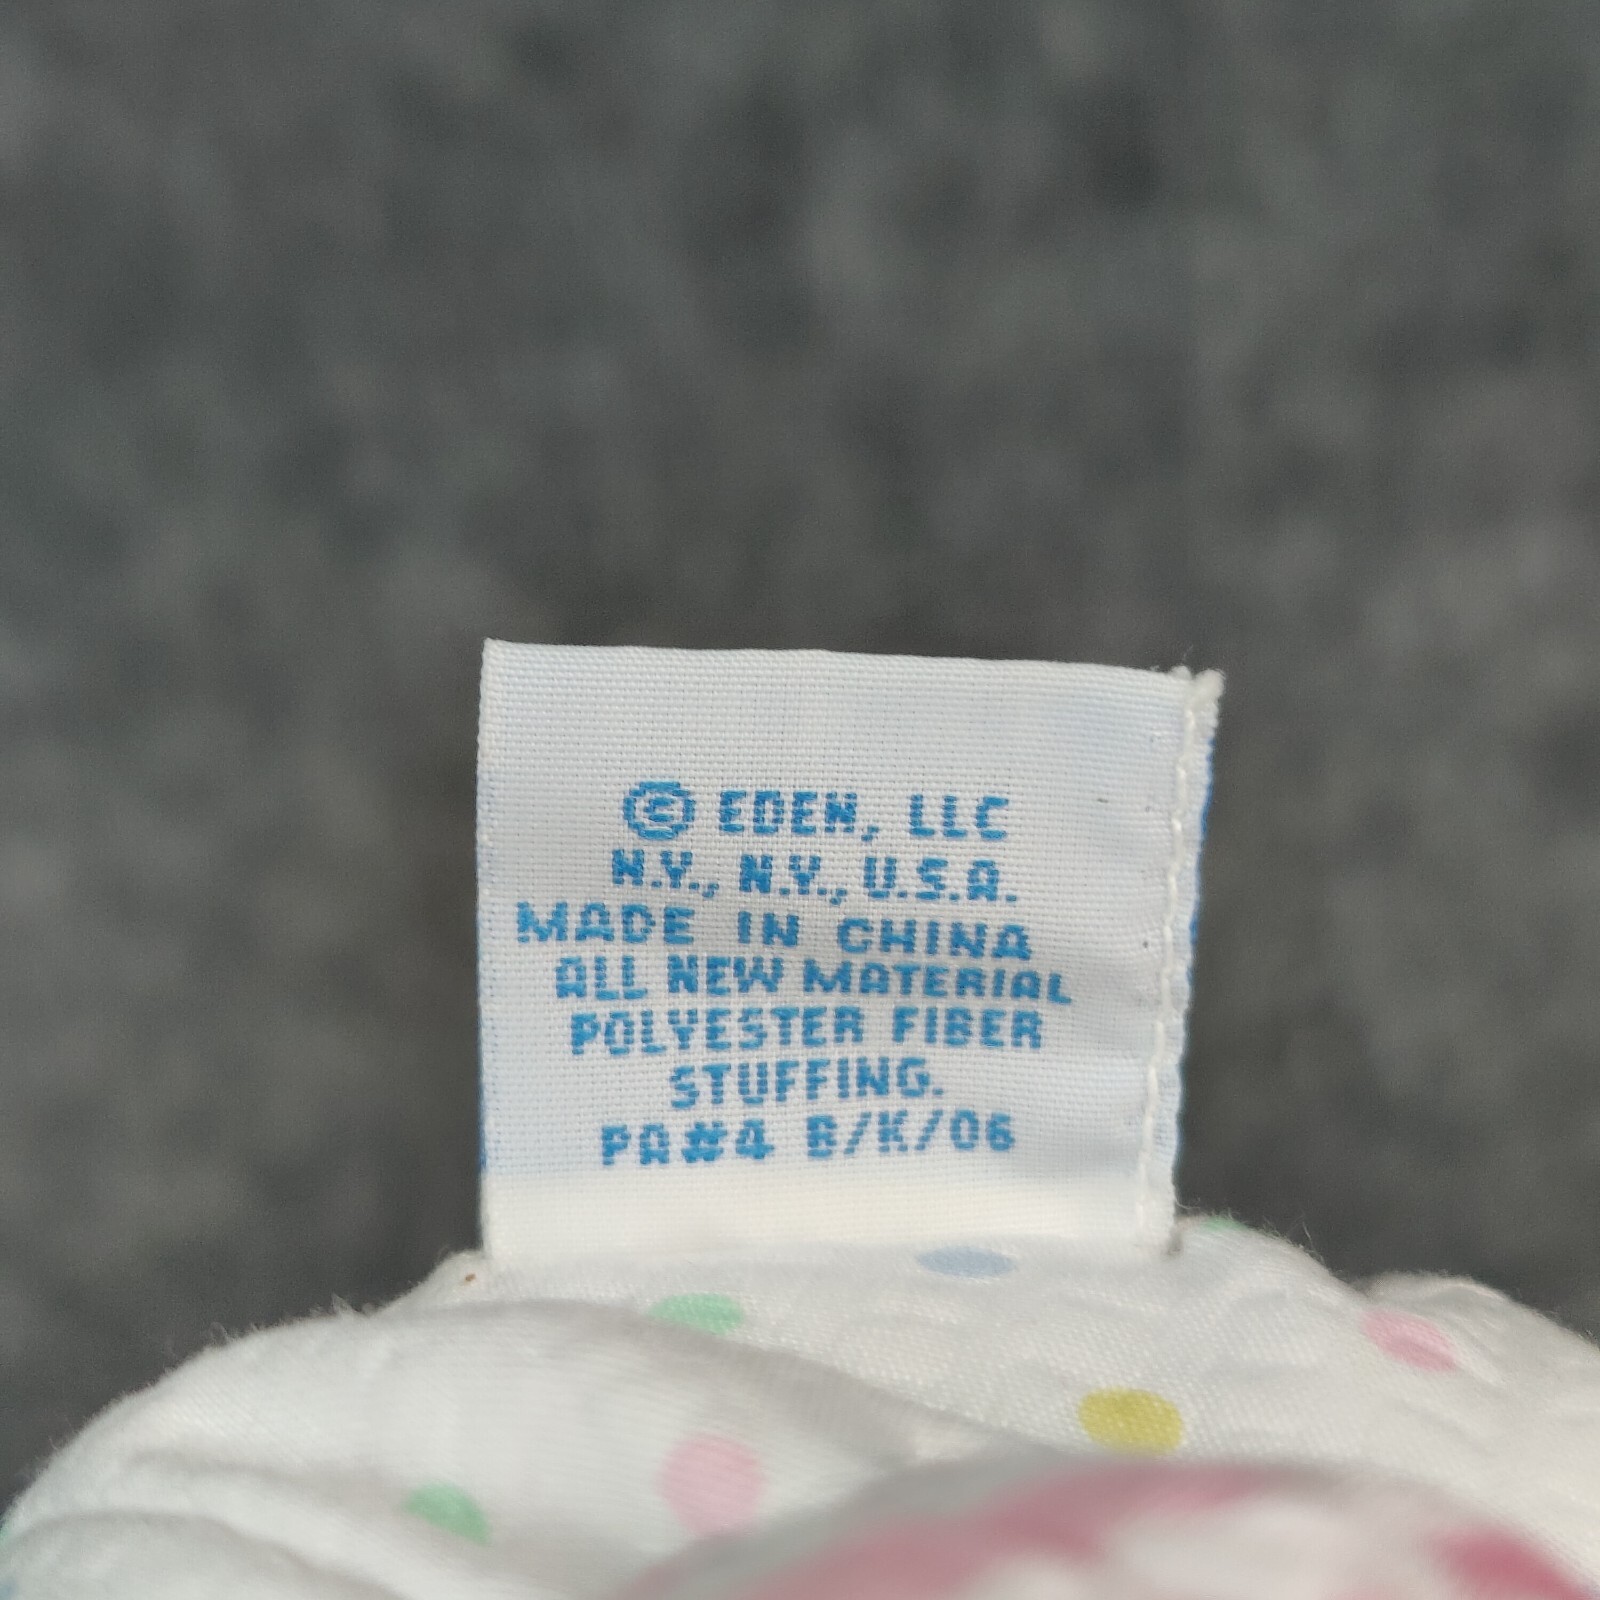 © EDEN, LLC
N.Y., N.Y., U.S.A.
MADE IN CHINA
ALL NEW MATERIAL
POLYESTER FIBER
STUFFING.
PA#4 B/K/06